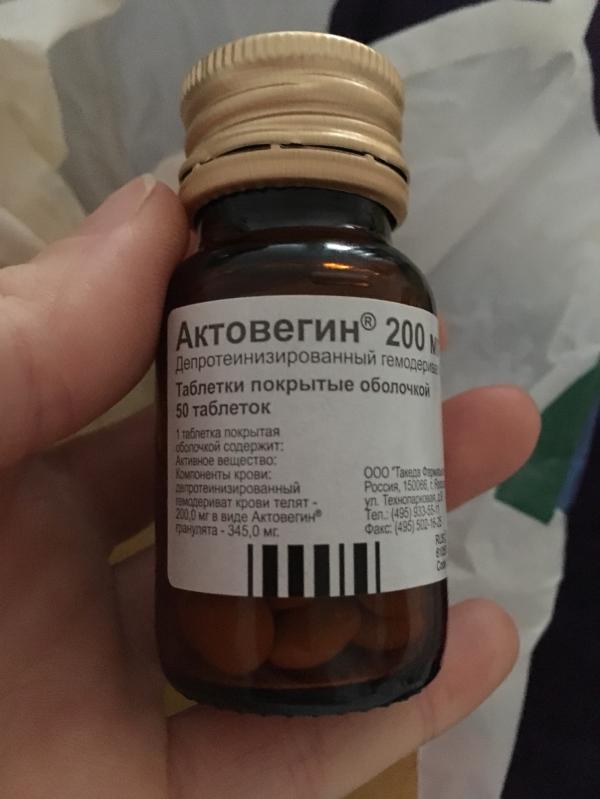 Актовегин® 200
Депротеинизированный
Таблетки покрытые оболочкой
50 таблеток
1 таблетка покрытая
оболочкой содержит:
Активное вещество:
Компоненты крови:
депротеинизированный
гемодериват крови телят -
200,0 мг в виде Актовегин®
гранулята - 345,0 мг.
ООО "Такеда
Россия, 150066, г.
ул. Технопарковая,
Тел.: (495) 933-55-11
Факс: (495) 502-16-25